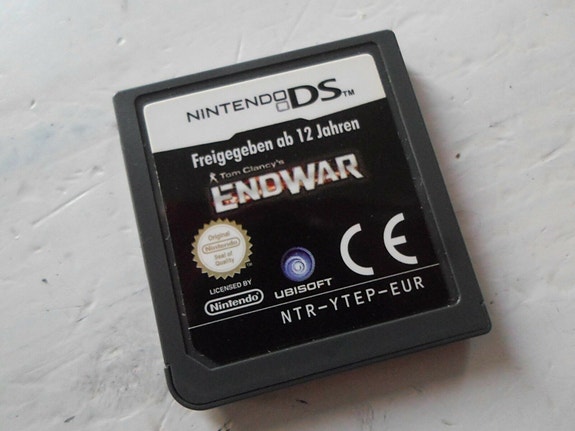 NINTENDO DS™
Freigegeben ab 12 Jahren
Tom Clancy's
ENDWAR
Original
Nintendo
Seal of
Quality
™
LICENSED BY
Nintendo
UBISOFT
CE
NTR-YTEP-EUR